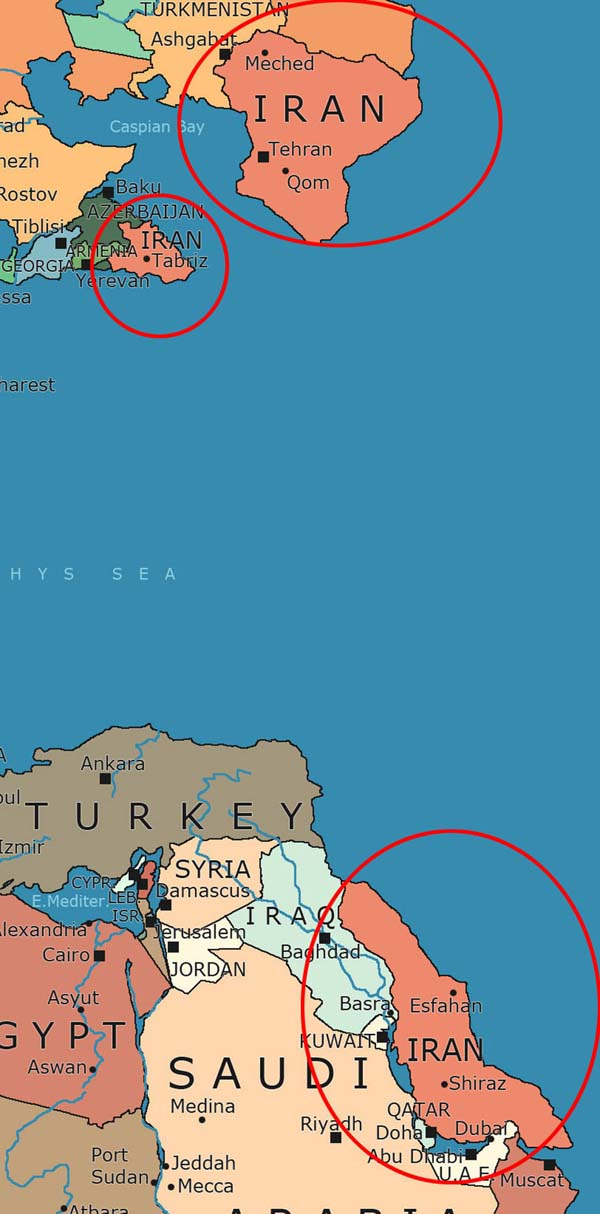 TURKMENISTAN
Ashgabat
Meched
IRAN
Caspian Bay
rad
Tehran
nezh
Qom
Baku
Rostov
AZERBAIJAN
Tiblisi
IRAN
ARMENIA
Tabriz
GEORGIA
Yerevan
ssa
harest
HYS SEA
A
Ankara
oul
TURKEY
Izmir
SYRIA
CYPR.
Damascus
LEB.
E.Mediter.
ISR.
IRAQ
lexandria
Jerusalem
Cairo
Baghdad
JORDAN
Asyut
Basra
Esfahan
GYPT
KUWAIT
IRAN
Aswan
SAUDI
Shiraz
Medina
QATAR
Riyadh
Doha
Dubai
Port
Sudan
Abu Dhabi
Jeddah
U.A.E.
Muscat
Mecca
Atbara
ARABIA